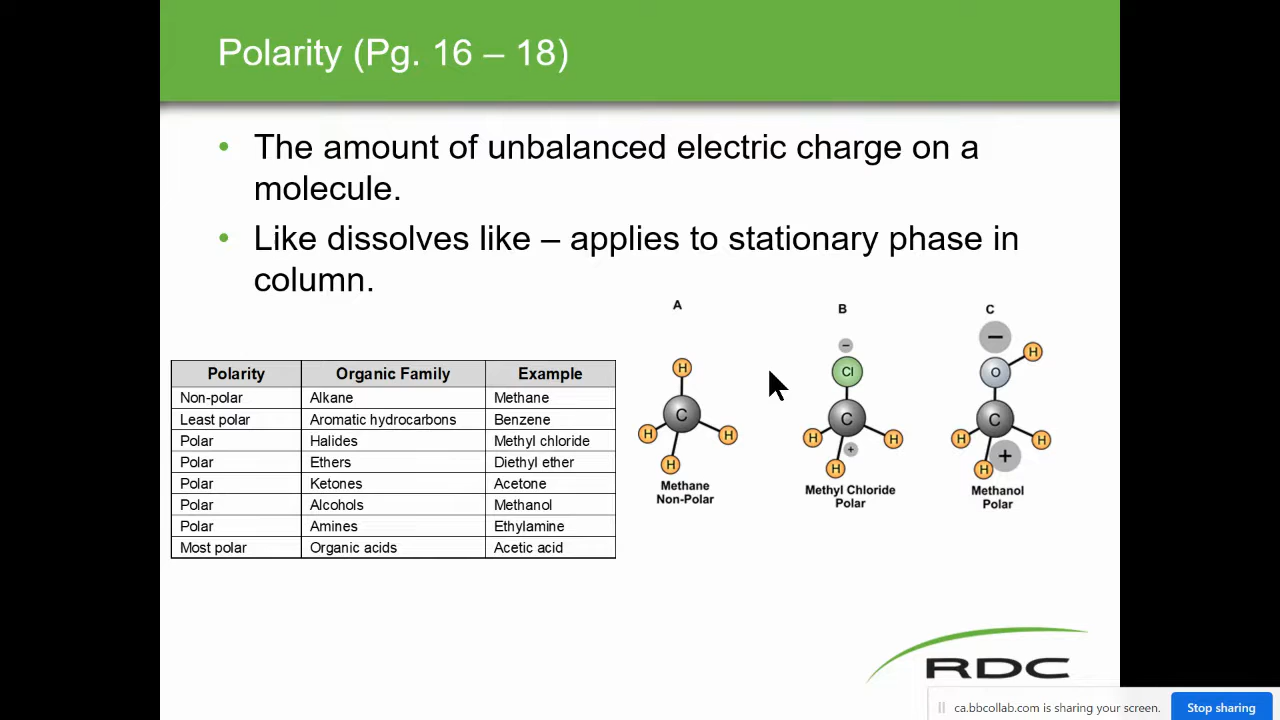 Polarity (Pg. 16 – 18)
• The amount of unbalanced electric charge on a
molecule.
• Like dissolves like – applies to stationary phase in
column.
Polarity Organic Family Example
Non-polar Alkane Methane
Least polar Aromatic hydrocarbons Benzene
Polar Halides Methyl chloride
Polar Ethers Diethyl ether
Polar Ketones Acetone
Polar Alcohols Methanol
Polar Amines Ethylamine
Most polar Organic acids Acetic acid
A
H
C
H H
H
Methane
Non-Polar
B
−
Cl
C
H H
+
H
Methyl Chloride
Polar
C
−
H
O
C
H H
+
H
Methanol
Polar
RDC
ca.bbcollab.com is sharing your screen. Stop sharing